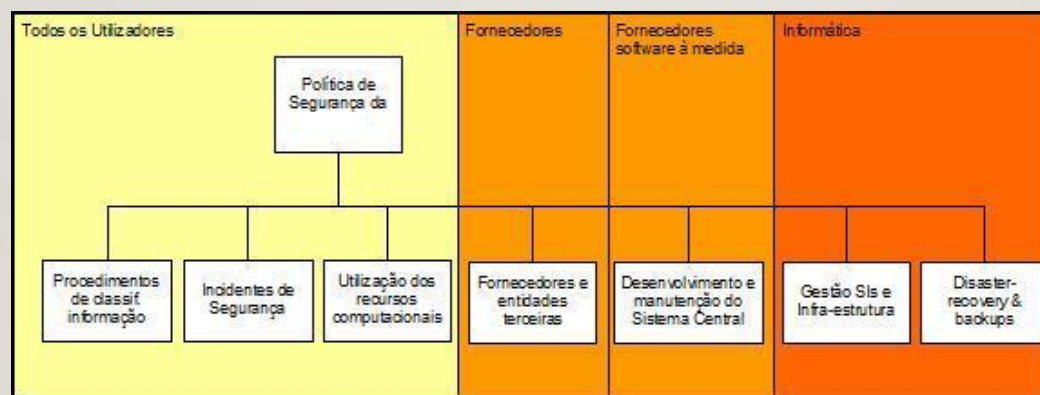 Todos os Utilizadores
Fornecedores
Fornecedores
software à medida
Informática
Política de
Segurança da
Procedimentos
de classif.
informação
Incidentes de
Segurança
Utilização dos
recursos
computacionais
Fornecedores e
entidades
terceiras
Desenvolvimento e
manutenção do
Sistema Central
Gestão SIs e
Infra-estrutura
Disaster-
recovery &
backups